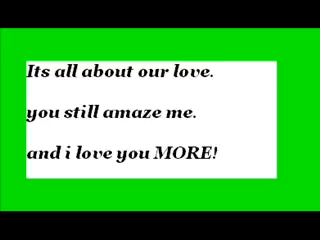 Its all about our love.
you still amaze me.
and i love you MORE!